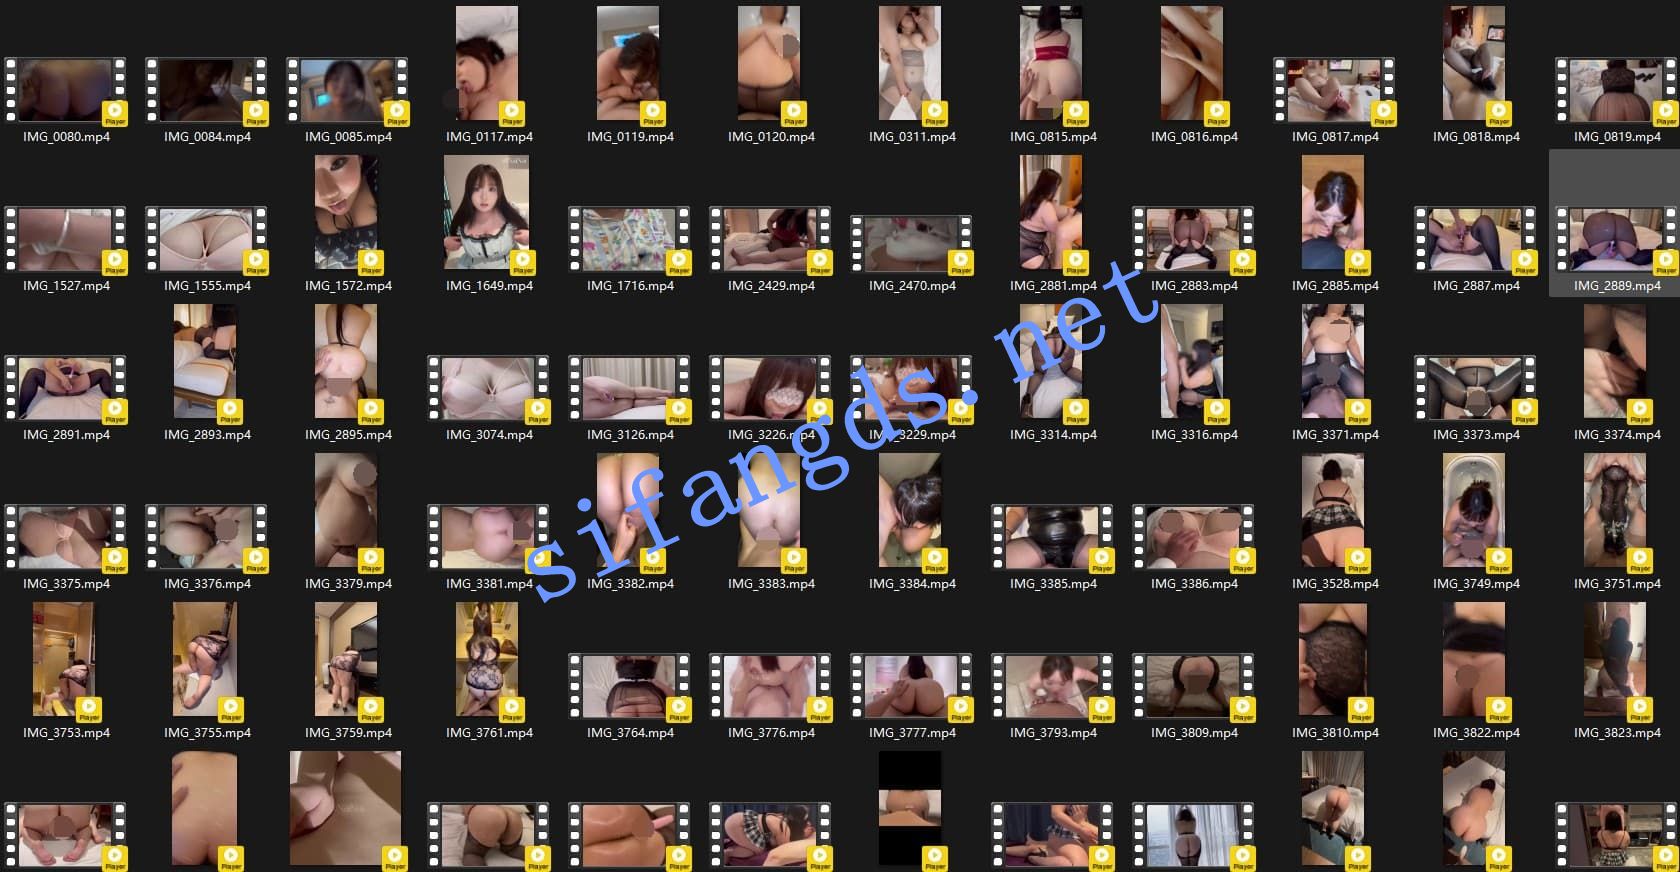 IMG_0080.mp4 IMG_0084.mp4 IMG_0085.mp4 IMG_0117.mp4 IMG_0119.mp4 IMG_0120.mp4 IMG_0311.mp4 IMG_0815.mp4 IMG_0816.mp4 IMG_0817.mp4 IMG_0818.mp4 IMG_0819.mp4
IMG_1527.mp4 IMG_1555.mp4 IMG_1572.mp4 IMG_1649.mp4 IMG_1716.mp4 IMG_2429.mp4 IMG_2470.mp4 IMG_2881.mp4 IMG_2883.mp4 IMG_2885.mp4 IMG_2887.mp4 IMG_2889.mp4
IMG_2891.mp4 IMG_2893.mp4 IMG_2895.mp4 IMG_3074.mp4 IMG_3126.mp4 IMG_3226.mp4 IMG_3229.mp4 IMG_3314.mp4 IMG_3316.mp4 IMG_3371.mp4 IMG_3373.mp4 IMG_3374.mp4
sifangds.net
IMG_3375.mp4 IMG_3376.mp4 IMG_3379.mp4 IMG_3381.mp4 IMG_3382.mp4 IMG_3383.mp4 IMG_3384.mp4 IMG_3385.mp4 IMG_3386.mp4 IMG_3528.mp4 IMG_3749.mp4 IMG_3751.mp4
IMG_3753.mp4 IMG_3755.mp4 IMG_3759.mp4 IMG_3761.mp4 IMG_3764.mp4 IMG_3776.mp4 IMG_3777.mp4 IMG_3793.mp4 IMG_3809.mp4 IMG_3810.mp4 IMG_3822.mp4 IMG_3823.mp4